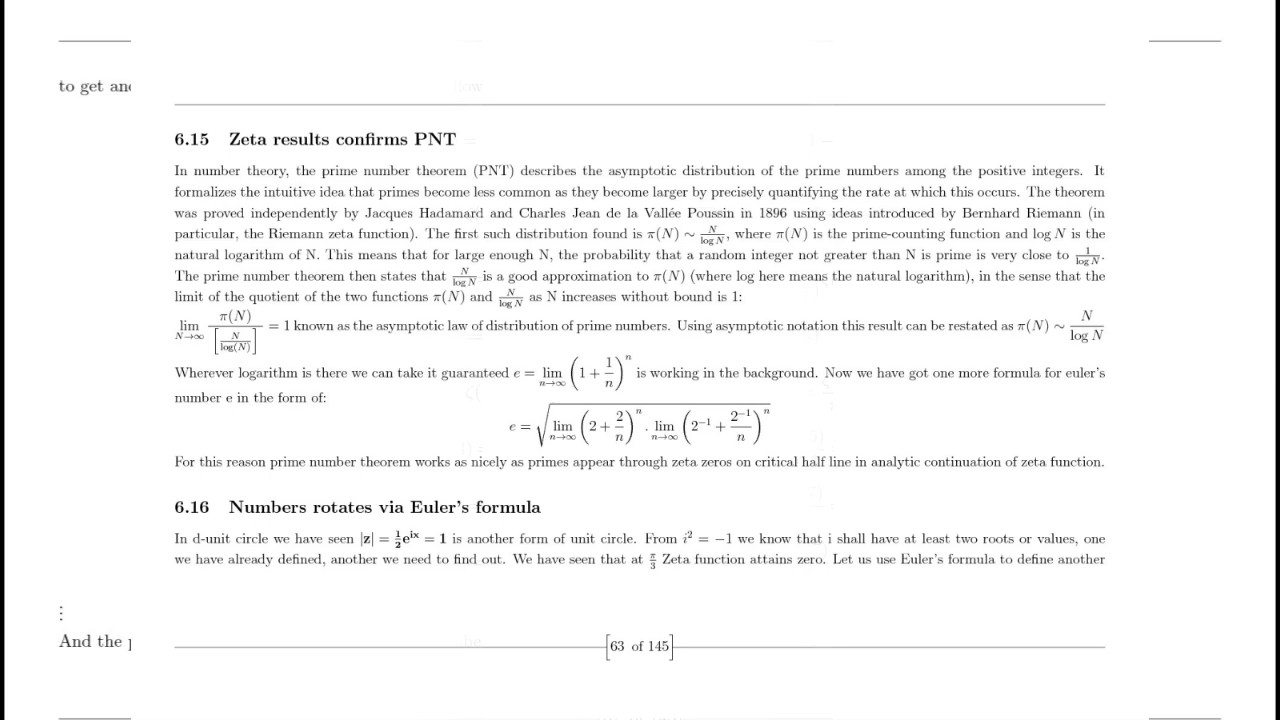 to get
6.15 Zeta results confirms PNT
In number theory, the prime number theorem (PNT) describes the asymptotic distribution of the prime numbers among the positive integers. It
formalizes the intuitive idea that primes become less common as they become larger by precisely quantifying the rate at which this occurs. The theorem
was proved independently by Jacques Hadamard and Charles Jean de la Vallée Poussin in 1896 using ideas introduced by Bernhard Riemann (in
particular, the Riemann zeta function). The first such distribution found is π(N) ∼ N/log N, where π(N) is the prime-counting function and log N is the
natural logarithm of N. This means that for large enough N, the probability that a random integer not greater than N is prime is very close to 1/log N.
The prime number theorem then states that N/log N is a good approximation to π(N) (where log here means the natural logarithm), in the sense that the
limit of the quotient of the two functions π(N) and N/log N as N increases without bound is 1:
lim N→∞ π(N)/[N/log(N)] = 1 known as the asymptotic law of distribution of prime numbers. Using asymptotic notation this result can be restated as π(N) ∼ N/log N
Wherever logarithm is there we can take it guaranteed e = lim n→∞ (1 + 1/n)^n is working in the background. Now we have got one more formula for euler's
number e in the form of:
e = √(lim n→∞ (2 + 2/n)^n . lim n→∞ (2^−1 + 2^−1/n)^n)
For this reason prime number theorem works as nicely as primes appear through zeta zeros on critical half line in analytic continuation of zeta function.
6.16 Numbers rotates via Euler's formula
In d-unit circle we have seen |z| = 1/2 e^ix = 1 is another form of unit circle. From i² = −1 we know that i shall have at least two roots or values, one
we have already defined, another we need to find out. We have seen that at π/3 Zeta function attains zero. Let us use Euler's formula to define another
⋮
And the
[63 of 145]